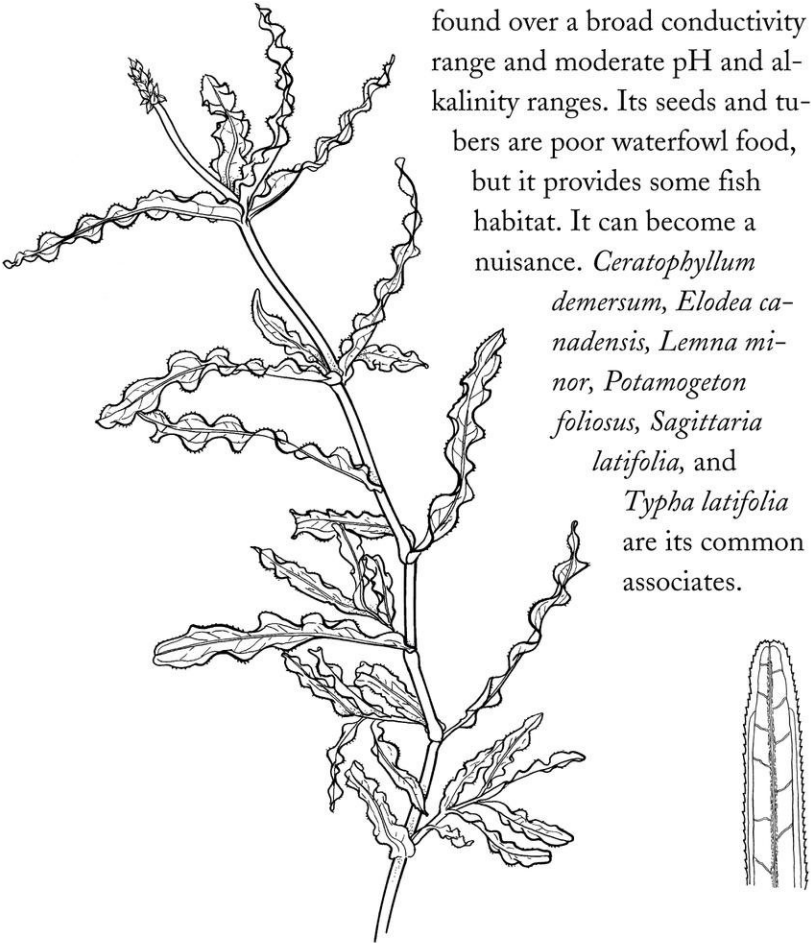 found over a broad conductivity
range and moderate pH and al-
kalinity ranges. Its seeds and tu-
bers are poor waterfowl food,
but it provides some fish
habitat. It can become a
nuisance. Ceratophyllum
demersum, Elodea ca-
nadensis, Lemna mi-
nor, Potamogeton
foliosus, Sagittaria
latifolia, and
Typha latifolia
are its common
associates.